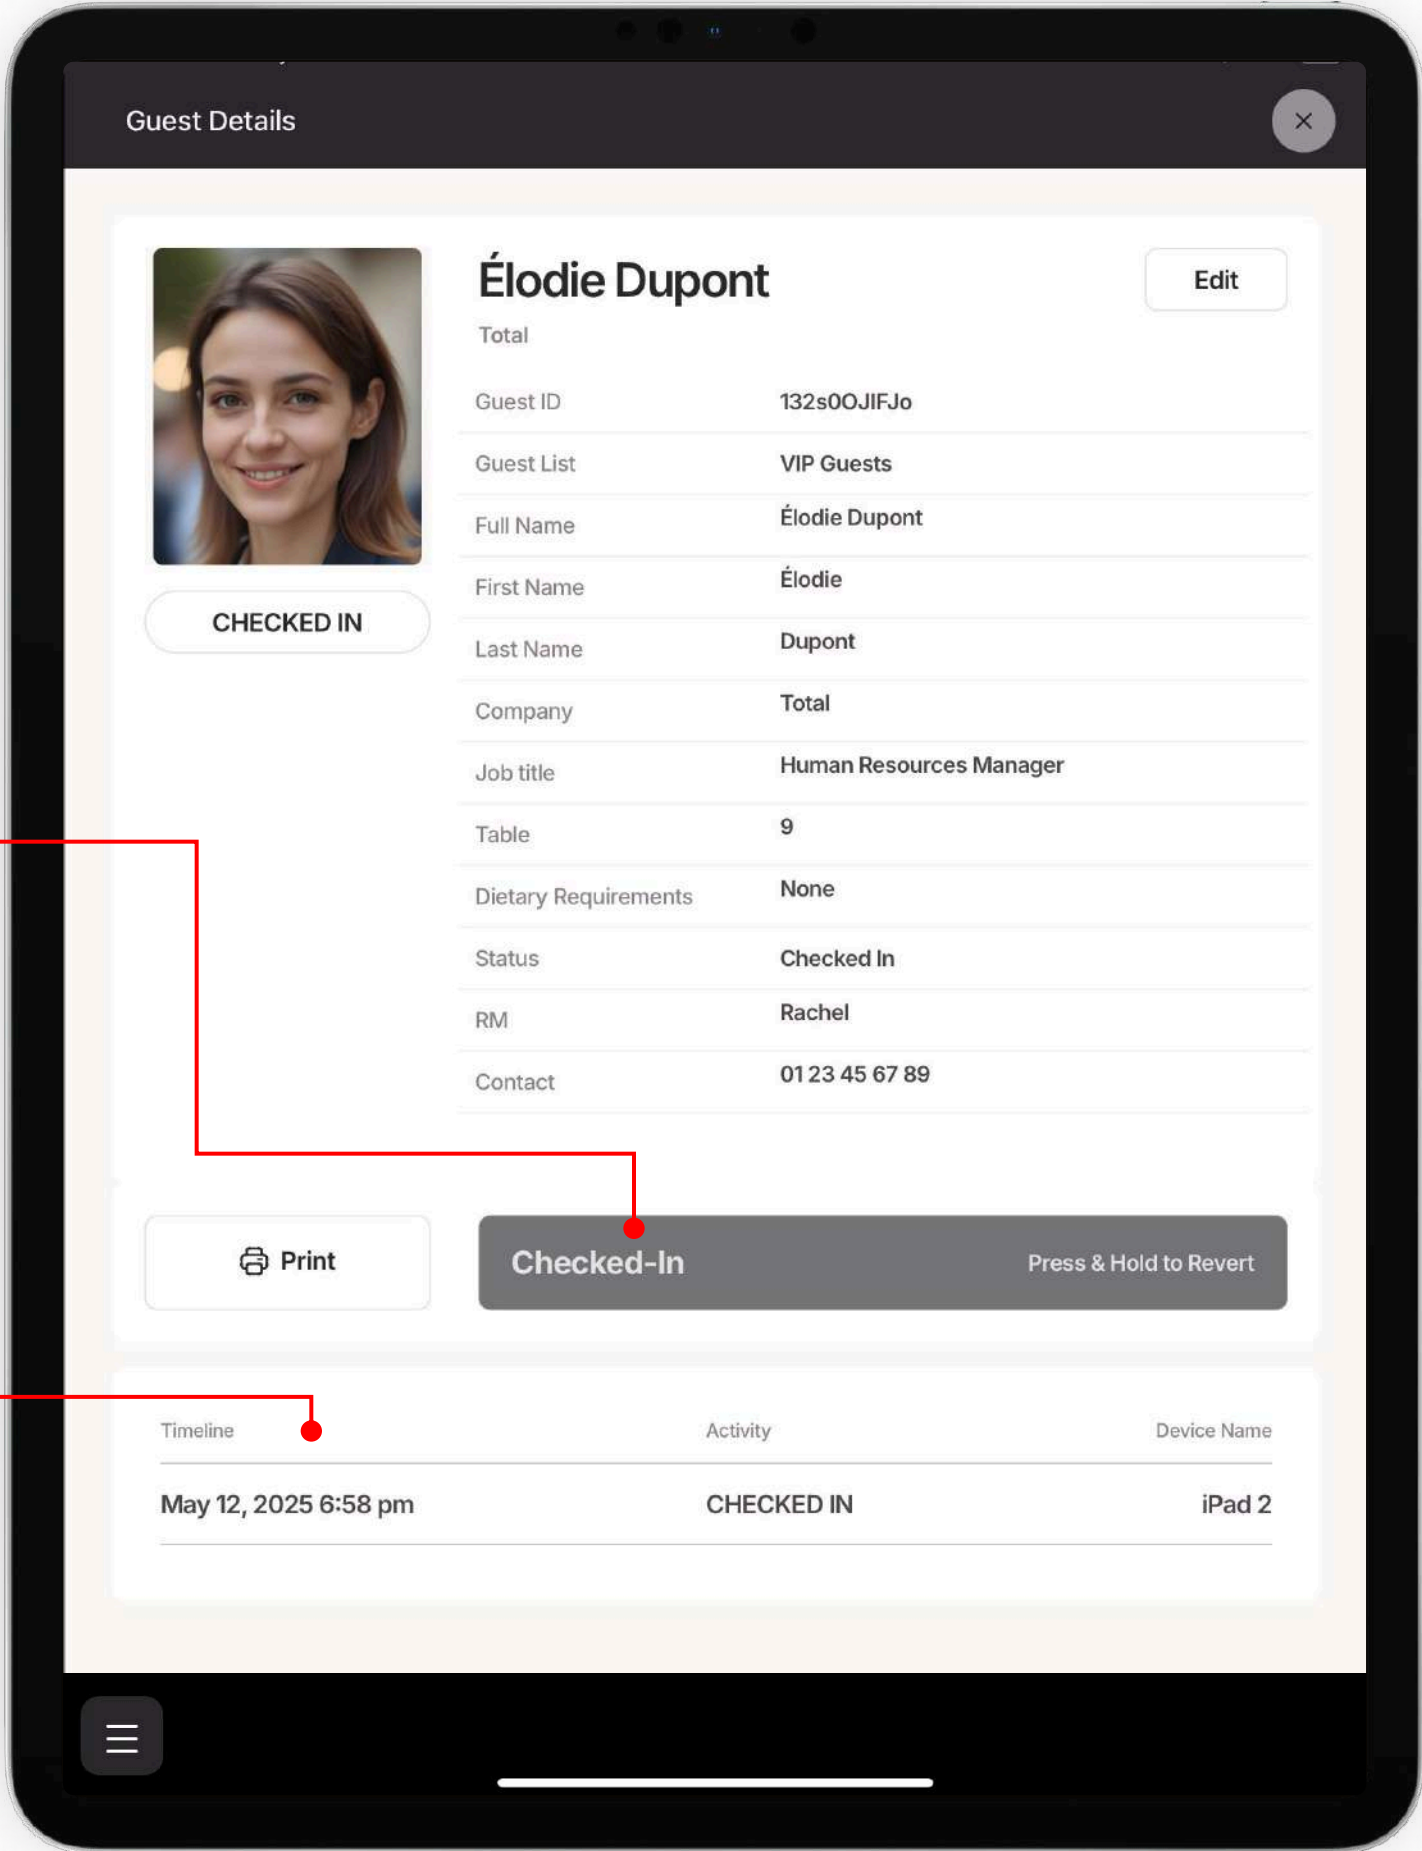 Guest Details
Élodie Dupont
Edit
Total
Guest ID 132s0OJIFJo
Guest List VIP Guests
Full Name Élodie Dupont
CHECKED IN
First Name Élodie
Last Name Dupont
Company Total
Job title Human Resources Manager
Table 9
Dietary Requirements None
Status Checked In
RM Rachel
Contact 01 23 45 67 89
Print
Checked-In Press & Hold to Revert
Timeline Activity Device Name
May 12, 2025 6:58 pm CHECKED IN iPad 2